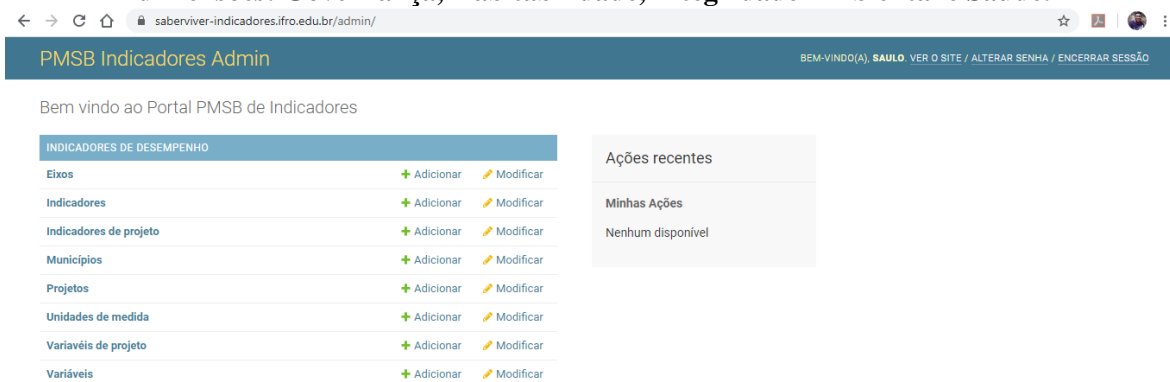 saberviver-indicadores.ifro.edu.br/admin/
PMSB Indicadores Admin
BEM-VINDO(A), SAULO. VER O SITE / ALTERAR SENHA / ENCERRAR SESSÃO
Bem vindo ao Portal PMSB de Indicadores
INDICADORES DE DESEMPENHO
Eixos Adicionar Modificar
Indicadores Adicionar Modificar
Indicadores de projeto Adicionar Modificar
Municípios Adicionar Modificar
Projetos Adicionar Modificar
Unidades de medida Adicionar Modificar
Variavéis de projeto Adicionar Modificar
Variáveis Adicionar Modificar
Ações recentes
Minhas Ações
Nenhum disponível